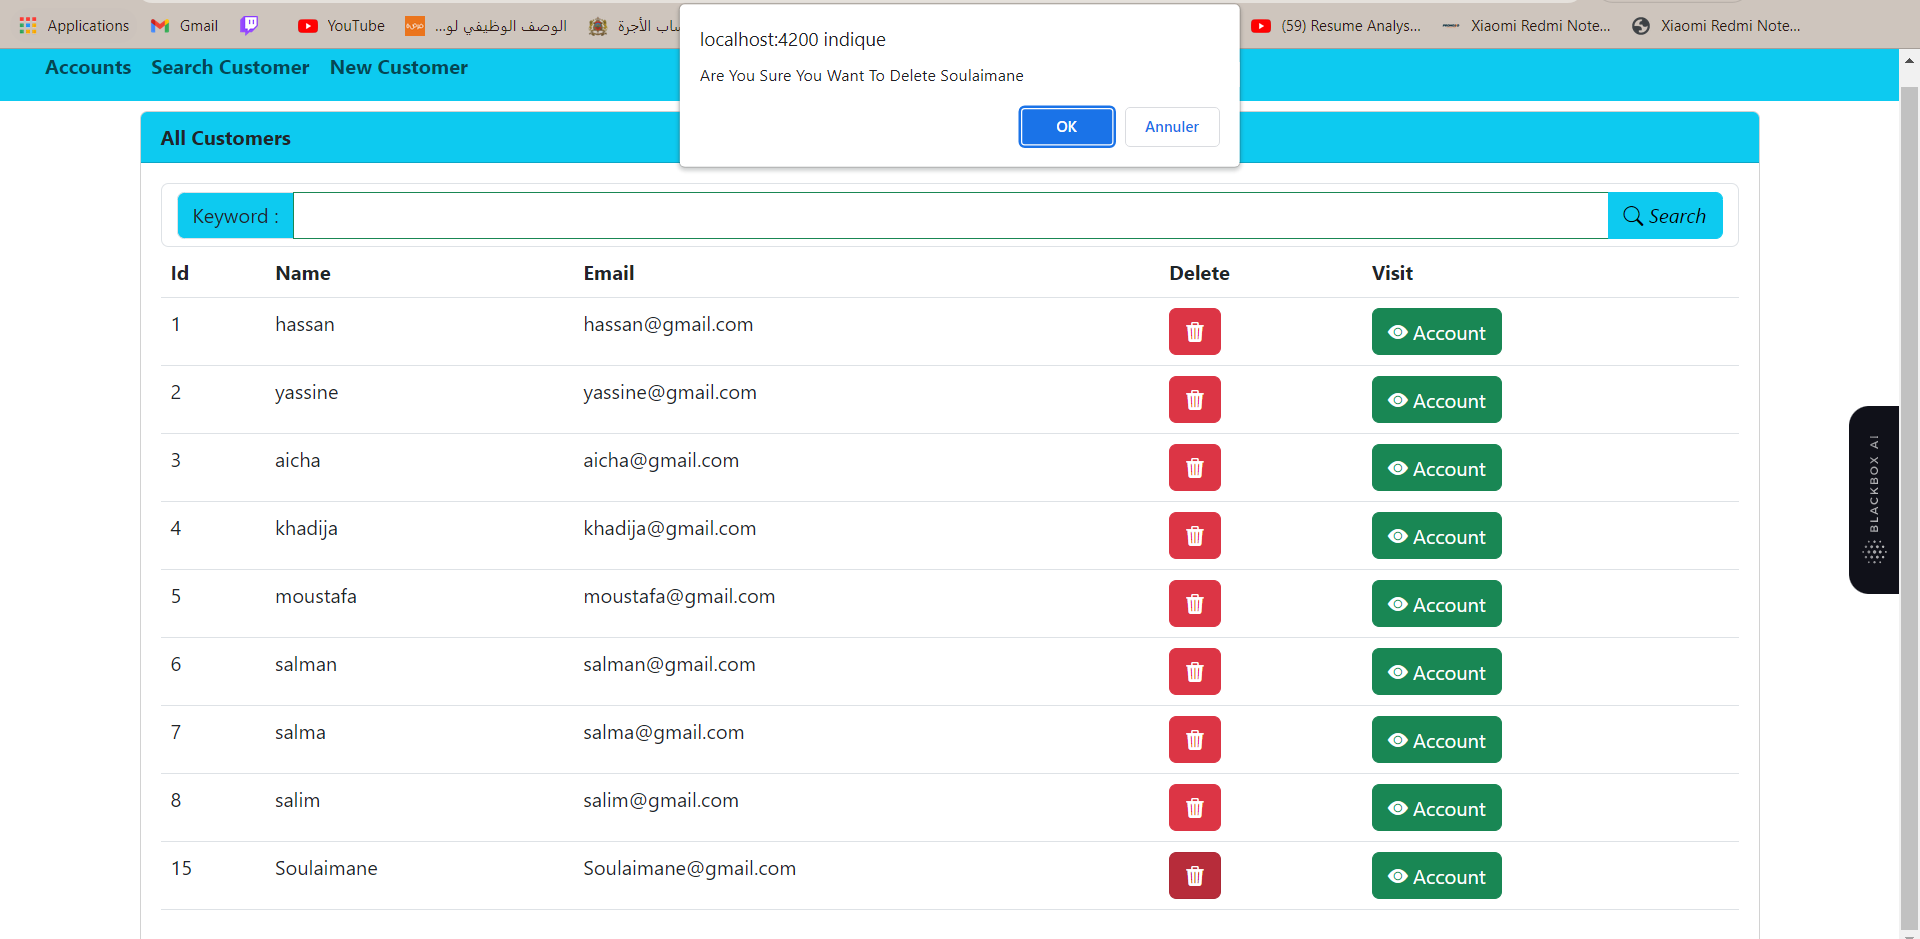 Applications Gmail YouTube الوصف الوظيفي لو... ساب الأجرة (59) Resume Analys... Xiaomi Redmi Note... Xiaomi Redmi Note...
localhost:4200 indique
Are You Sure You Want To Delete Soulaimane
OK Annuler
Accounts Search Customer New Customer
All Customers
Keyword : Search
Id Name Email Delete Visit
1 hassan hassan@gmail.com Account
2 yassine yassine@gmail.com Account
3 aicha aicha@gmail.com Account
4 khadija khadija@gmail.com Account
5 moustafa moustafa@gmail.com Account
6 salman salman@gmail.com Account
7 salma salma@gmail.com Account
8 salim salim@gmail.com Account
15 Soulaimane Soulaimane@gmail.com Account
BLACKBOX AI